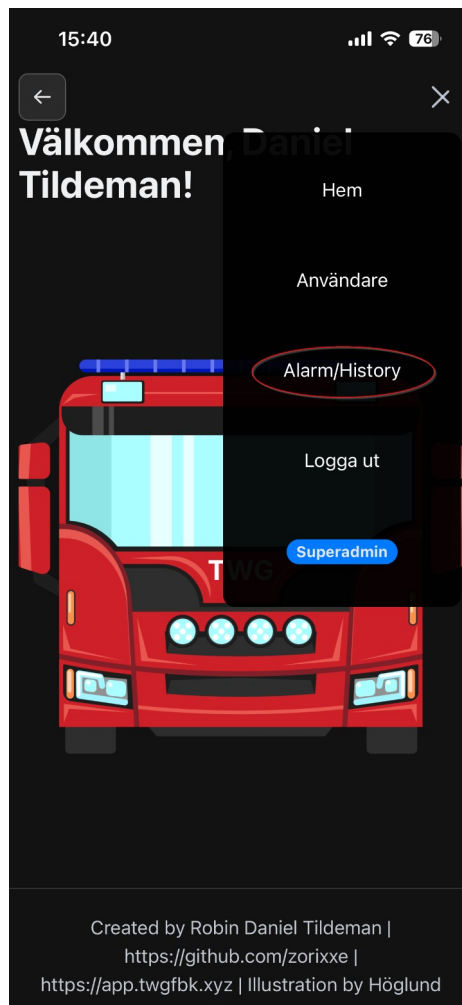 15:40
76
Välkommen, Daniel
Tildeman!
Hem
Användare
Alarm/History
Logga ut
Superadmin
TWG
Created by Robin Daniel Tildeman |
https://github.com/zorixxe |
https://app.twgfbk.xyz | Illustration by Höglund